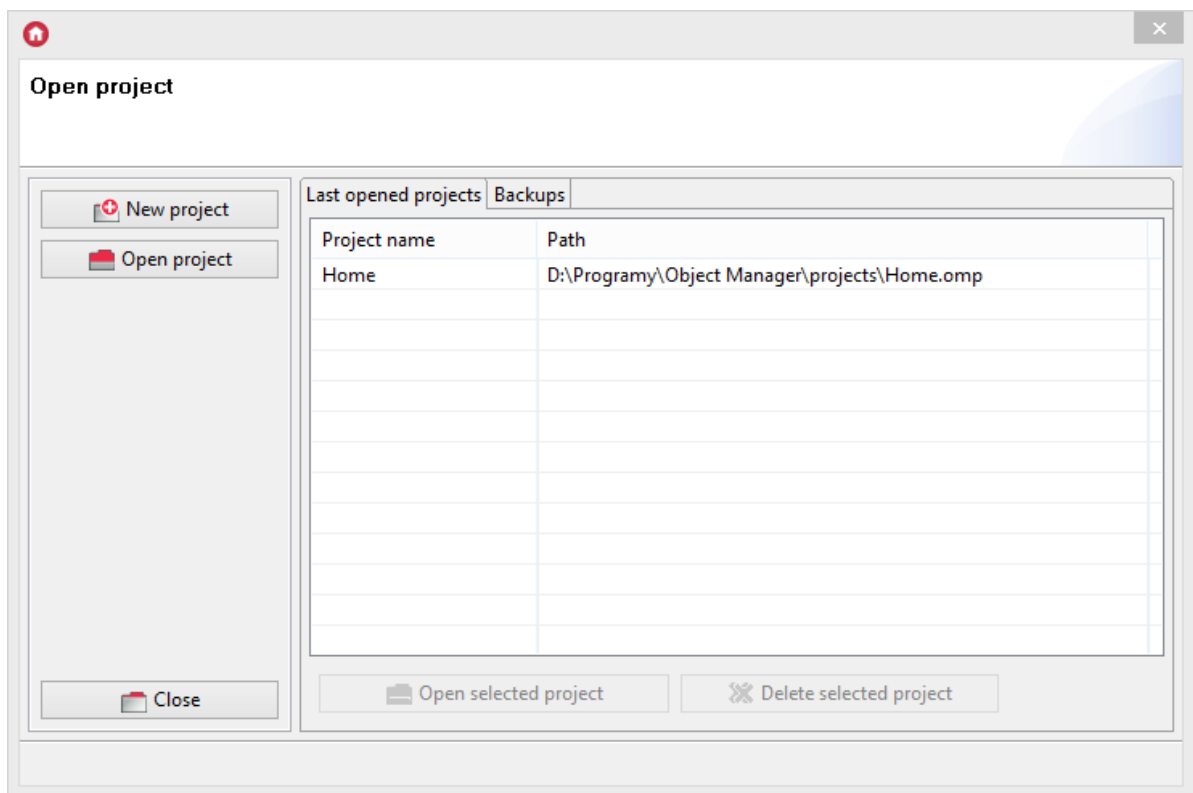 Open project
New project
Open project
Close
Last opened projects Backups
Project name Path
Home D:\Programy\Object Manager\projects\Home.omp
Open selected project Delete selected project